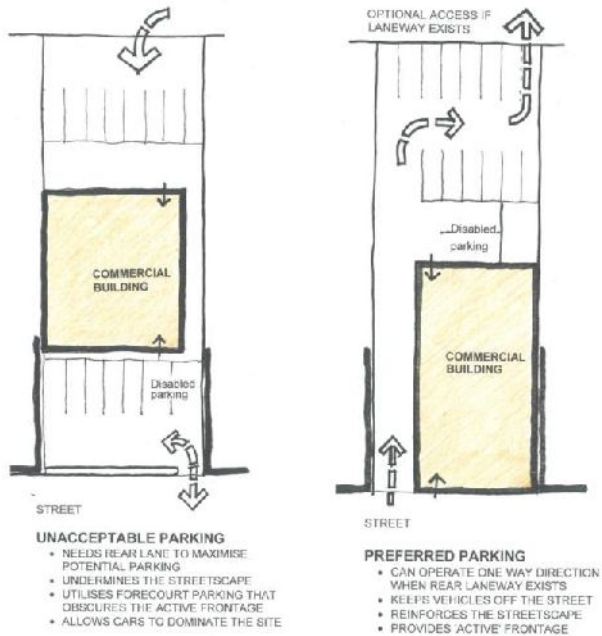 OPTIONAL ACCESS IF
LANEWAY EXISTS
COMMERCIAL
BUILDING
Disabled
parking
STREET
UNACCEPTABLE PARKING
• NEEDS REAR LANE TO MAXIMISE
POTENTIAL PARKING
• UNDERMINES THE STREETSCAPE
• UTILISES FORECOURT PARKING THAT
OBSCURES THE ACTIVE FRONTAGE
• ALLOWS CARS TO DOMINATE THE SITE
Disabled
parking
COMMERCIAL
BUILDING
STREET
PREFERRED PARKING
• CAN OPERATE ONE WAY DIRECTION
WHEN REAR LANEWAY EXISTS
• KEEPS VEHICLES OFF THE STREET
• REINFORCES THE STREETSCAPE
• PROVIDES 'ACTIVE' FRONTAGE